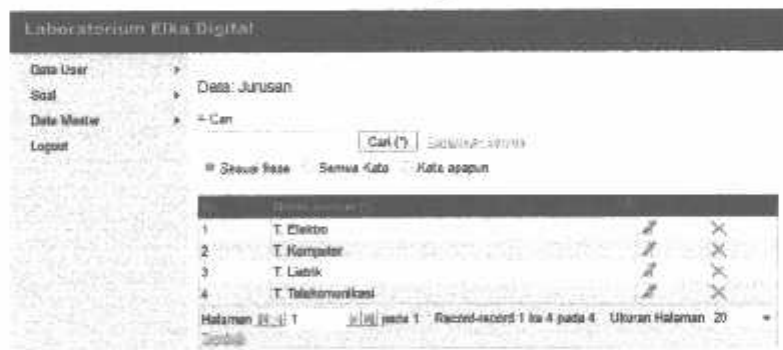 Laboratorium Elka Digital
Data User
Soal
Data Master
Logout
Data: Jurusan
Cari
Cari (*)
Sesuai frase Semua Kata Kata apapun
1 T. Elektro
2 T. Komputer
3 T. Listrik
4 T. Telekomunikasi
Halaman 1 pada 1 Record-record 1 ke 4 pada 4 Ukuran Halaman 20